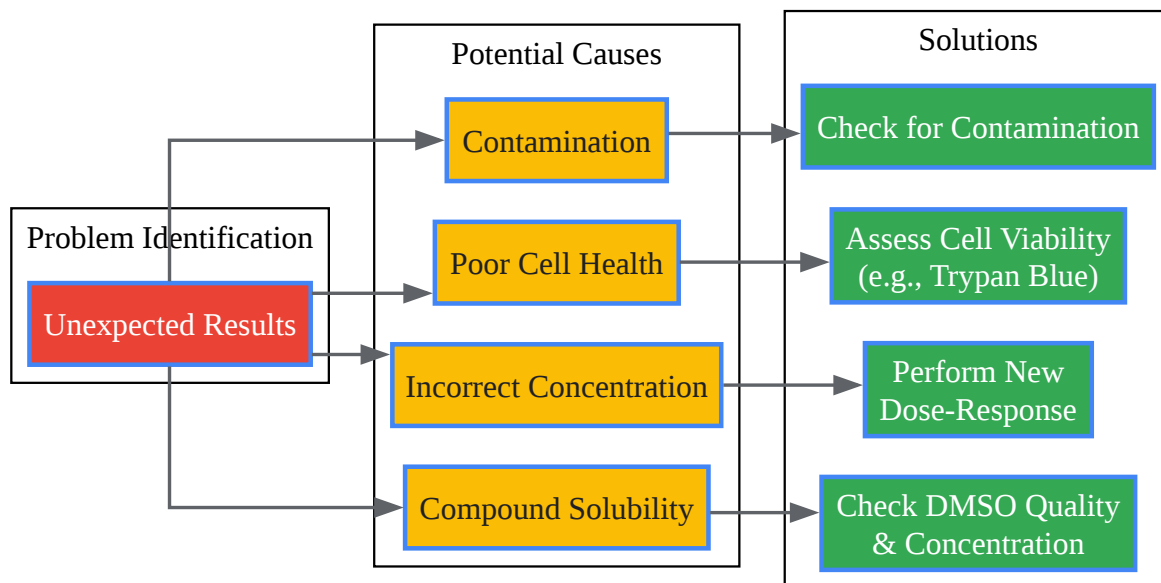 Problem Identification
Unexpected Results
Potential Causes
Contamination
Poor Cell Health
Incorrect Concentration
Compound Solubility
Solutions
Check for Contamination
Assess Cell Viability
(e.g., Trypan Blue)
Perform New
Dose-Response
Check DMSO Quality
& Concentration